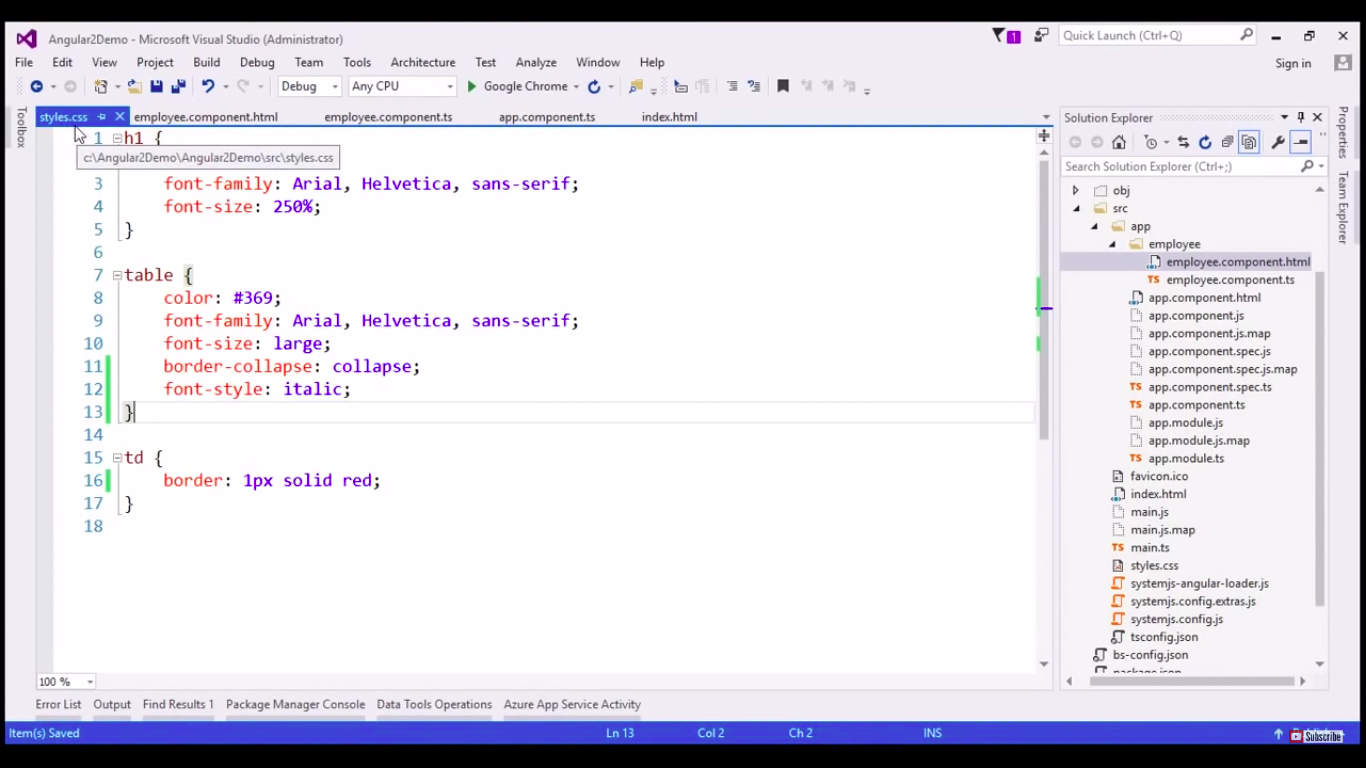 Angular2Demo - Microsoft Visual Studio (Administrator)
1
Quick Launch (Ctrl+Q)
File Edit View Project Build Debug Team Tools Architecture Test Analyze Window Help
Sign in
Debug Any CPU Google Chrome
Toolbox
styles.css employee.component.html employee.component.ts app.component.ts index.html
c:\Angular2Demo\Angular2Demo\src\styles.css
1 h1 {
3 font-family: Arial, Helvetica, sans-serif;
4 font-size: 250%;
5 }
6
7 table {
8 color: #369;
9 font-family: Arial, Helvetica, sans-serif;
10 font-size: large;
11 border-collapse: collapse;
12 font-style: italic;
13 }
14
15 td {
16 border: 1px solid red;
17 }
18
100 %
Solution Explorer
Search Solution Explorer (Ctrl+;)
obj
src
app
employee
employee.component.html
employee.component.ts
app.component.html
app.component.js
app.component.js.map
app.component.spec.js
app.component.spec.js.map
app.component.spec.ts
app.component.ts
app.module.js
app.module.js.map
app.module.ts
favicon.ico
index.html
main.js
main.js.map
main.ts
styles.css
systemjs-angular-loader.js
systemjs.config.extras.js
systemjs.config.js
tsconfig.json
bs-config.json
package.json
Properties
Team Explorer
Error List Output Find Results 1 Package Manager Console Data Tools Operations Azure App Service Activity
Item(s) Saved Ln 13 Col 2 Ch 2 INS
Subscribe